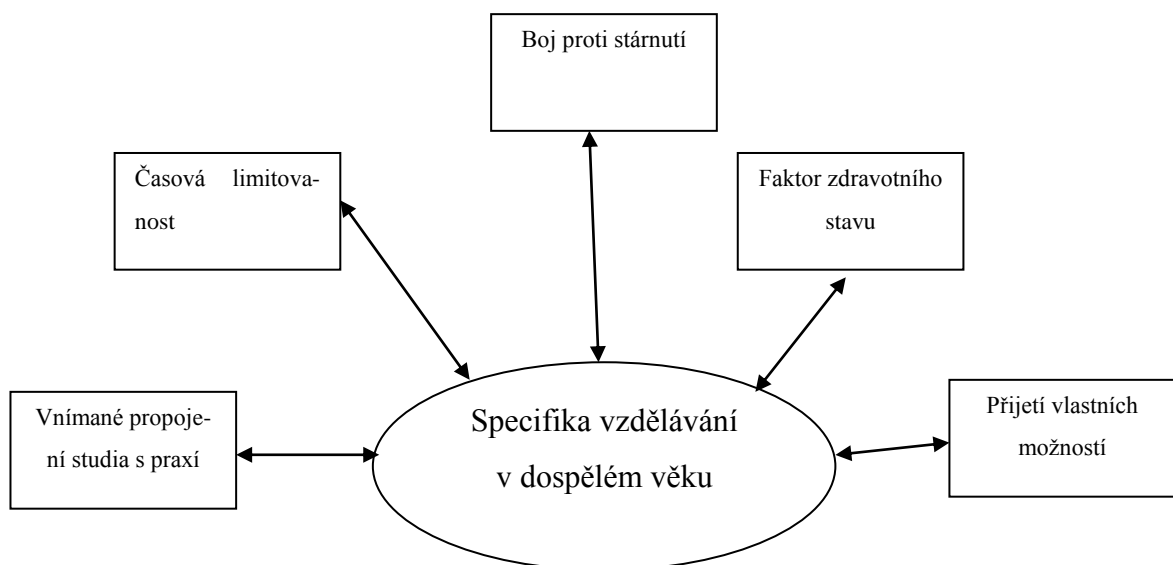 Boj proti stárnutí
Časová limitova-
nost
Faktor zdravotního
stavu
Vnímané propoje-
ní studia s praxí
Specifika vzdělávání
v dospělém věku
Přijetí vlastních
možností